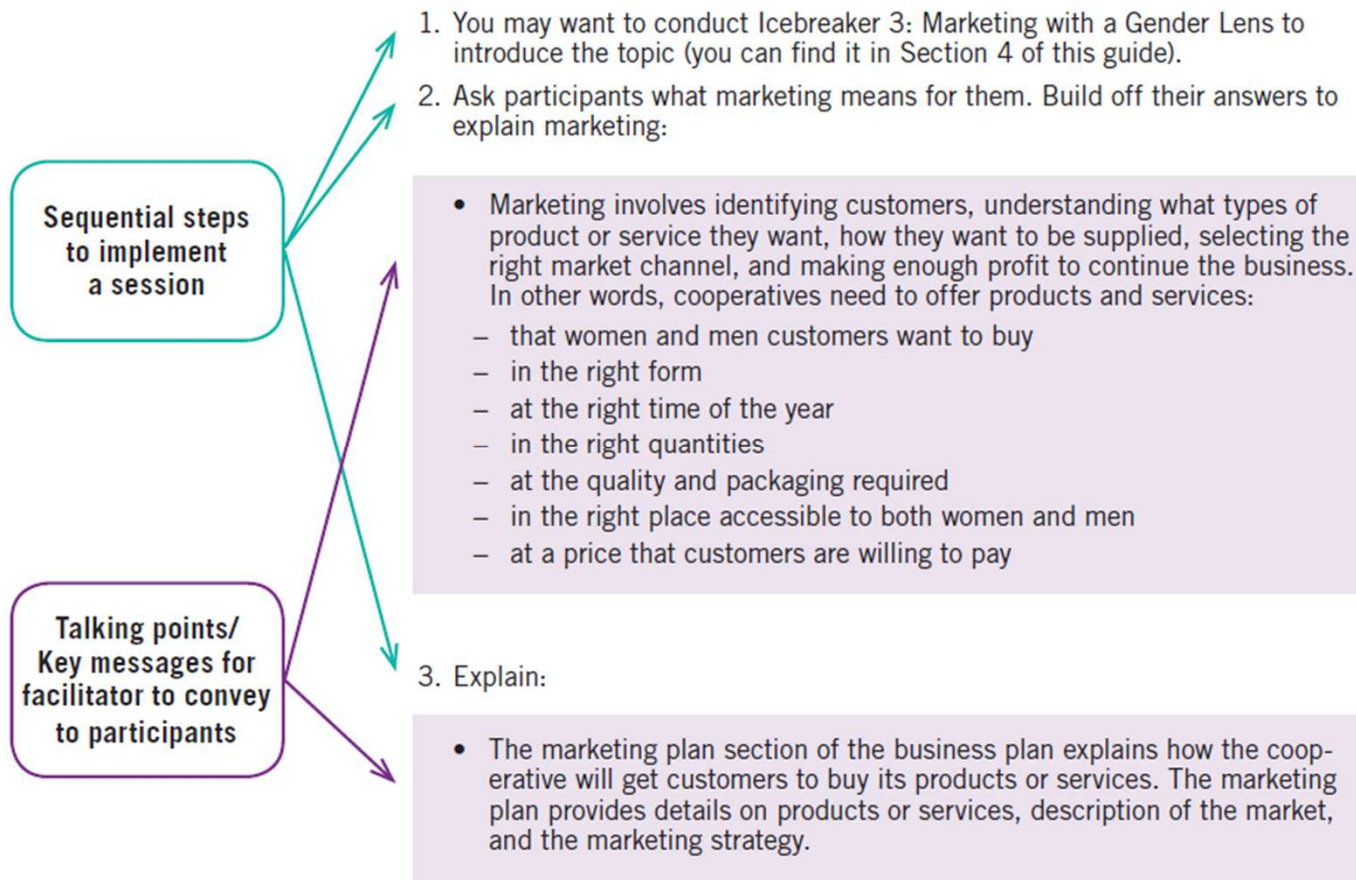 1. You may want to conduct Icebreaker 3: Marketing with a Gender Lens to
introduce the topic (you can find it in Section 4 of this guide).
2. Ask participants what marketing means for them. Build off their answers to
explain marketing:
Sequential steps
to implement
a session
• Marketing involves identifying customers, understanding what types of
product or service they want, how they want to be supplied, selecting the
right market channel, and making enough profit to continue the business.
In other words, cooperatives need to offer products and services:
– that women and men customers want to buy
– in the right form
– at the right time of the year
– in the right quantities
– at the quality and packaging required
– in the right place accessible to both women and men
– at a price that customers are willing to pay
Talking points/
Key messages for
facilitator to convey
to participants
3. Explain:
• The marketing plan section of the business plan explains how the coop-
erative will get customers to buy its products or services. The marketing
plan provides details on products or services, description of the market,
and the marketing strategy.